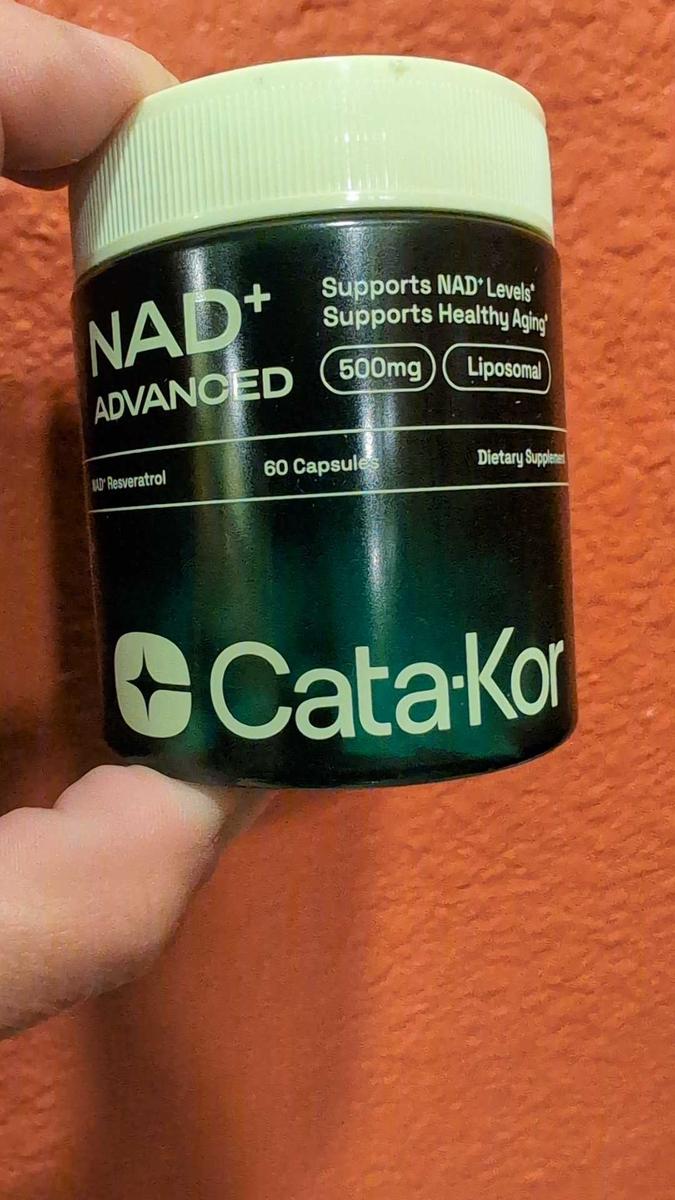 NAD+
ADVANCED
Supports NAD+ Levels*
Supports Healthy Aging*
500mg
Liposomal
NAD+ Resveratrol
60 Capsules
Dietary Supplement
Cata·Kor